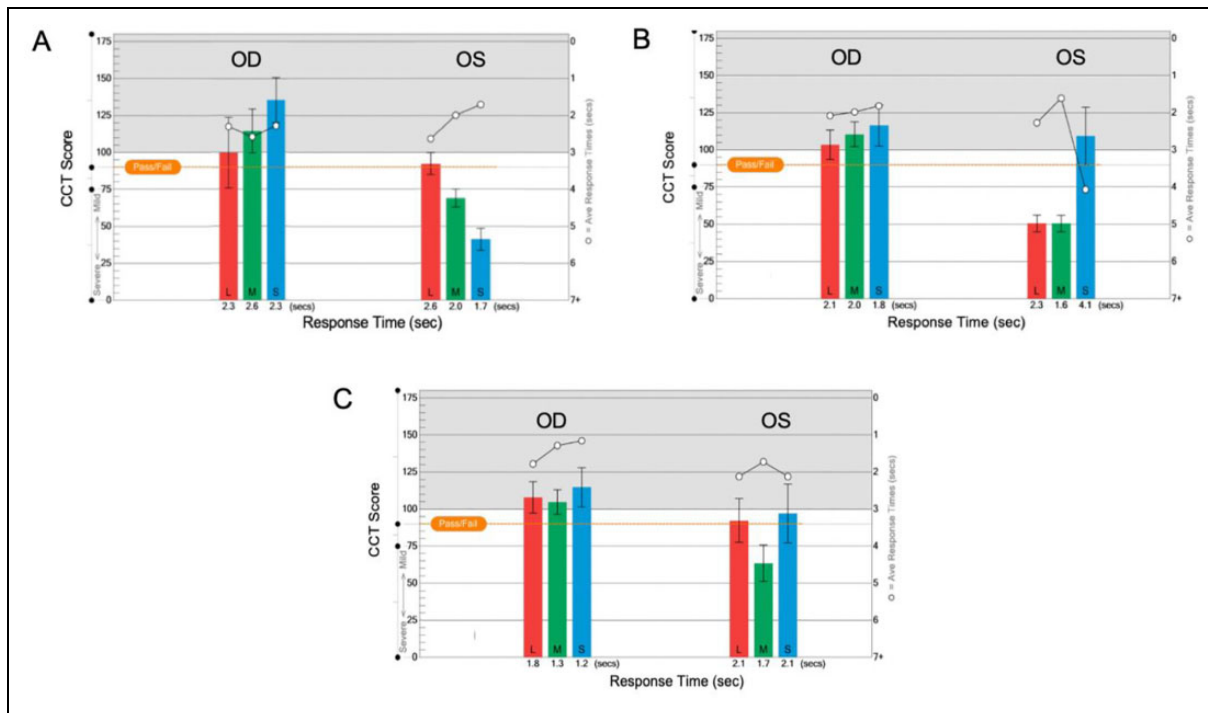 A
OD
OS
175
150
125
100
75
50
25
0
0
1
2
3
4
5
6
7+
CCT Score
Severe <---------> Mild
Pass/Fail
O = Ave Response Times (secs)
L M S
L M S
2.3 2.6 2.3 (secs)
2.6 2.0 1.7 (secs)
Response Time (sec)
B
OD
OS
175
150
125
100
75
50
25
0
0
1
2
3
4
5
6
7+
CCT Score
Severe <---------> Mild
Pass/Fail
O = Ave Response Times (secs)
L M S
L M S
2.1 2.0 1.8 (secs)
2.3 1.6 4.1 (secs)
Response Time (sec)
C
OD
OS
175
150
125
100
75
50
25
0
0
1
2
3
4
5
6
7+
CCT Score
Severe <---------> Mild
Pass/Fail
O = Ave Response Times (secs)
L M S
L M S
1.8 1.3 1.2 (secs)
2.1 1.7 2.1 (secs)
Response Time (sec)